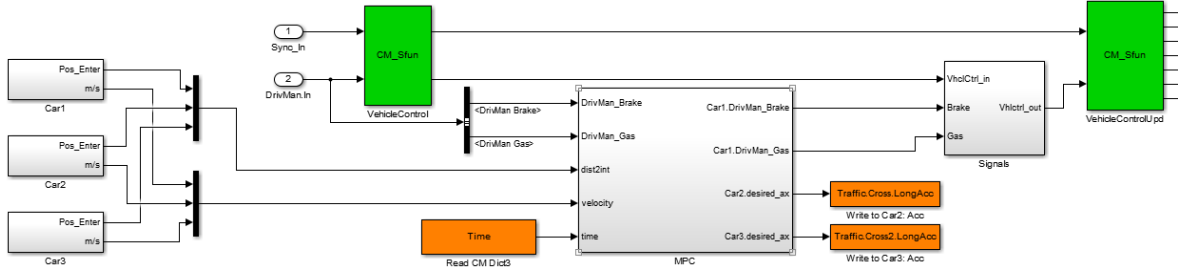 1
Sync_In
2
DrivMan.In
CM_Sfun
VehicleControl
Pos_Enter
m/s
Car1
Pos_Enter
m/s
Car2
Pos_Enter
m/s
Car3
<DrivMan Brake>
<DrivMan Gas>
DrivMan_Brake
DrivMan_Gas
dist2int
velocity
time
Car1.DrivMan_Brake
Car1.DrivMan_Gas
Car2.desired_ax
Car3.desired_ax
MPC
Time
Read CM Dict3
Traffic.Cross.LongAcc
Write to Car2: Acc
Traffic.Cross2.LongAcc
Write to Car3: Acc
VhclCtrl_in
Brake
Gas
Vhlctrl_out
Signals
CM_Sfun
VehicleControlUpd